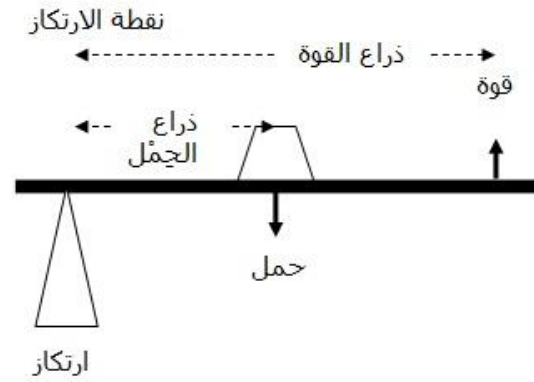 نقطة الارتكاز
ذراع القوة
قوة
ذراع
الحِمْل
حمل
ارتكاز